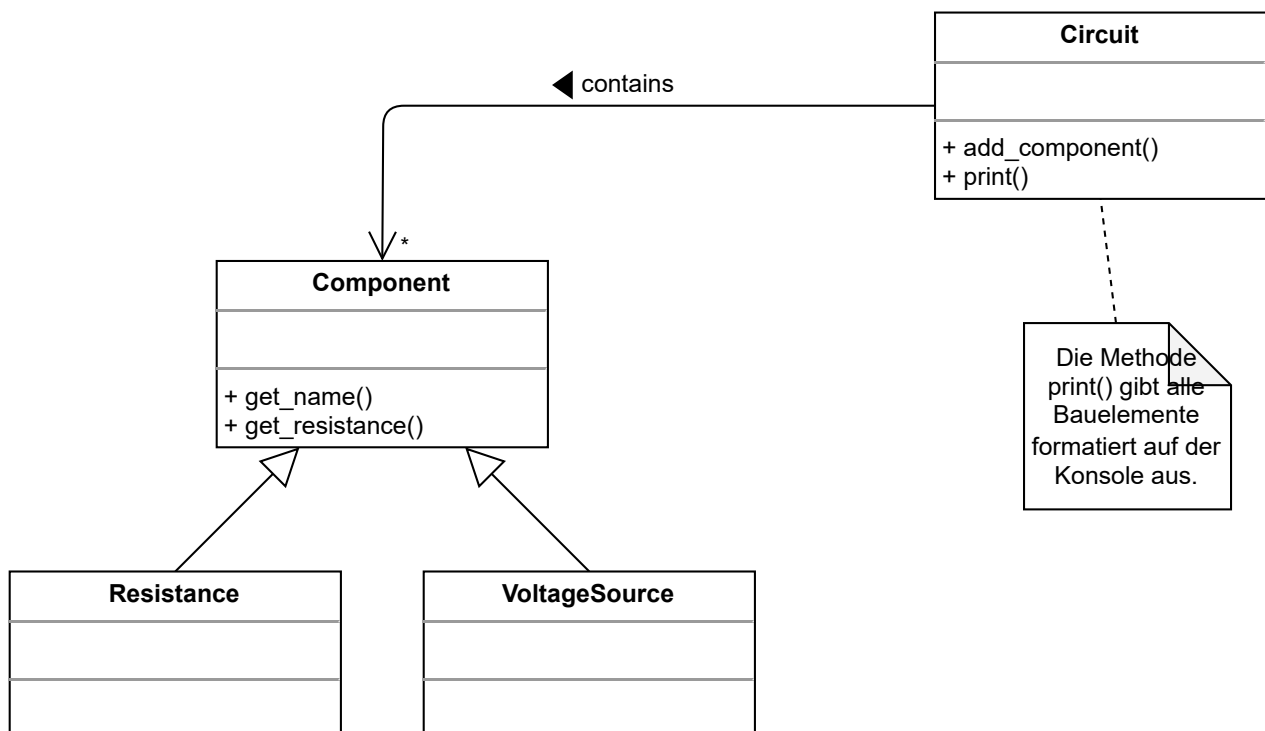 Circuit
contains
+ add_component()
+ print()
*
Component
+ get_name()
+ get_resistance()
Die Methode
print() gibt alle
Bauelemente
formatiert auf der
Konsole aus.
Resistance
VoltageSource